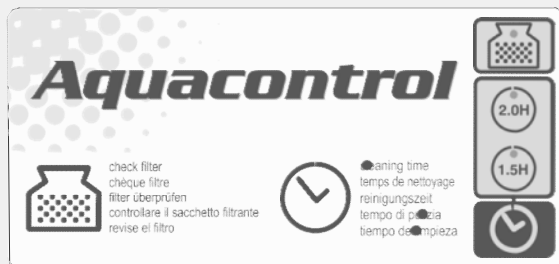 Aquacontrol
2.0H
1.5H
check filter
chèque filtre
filter überprüfen
controllare il sacchetto filtrante
revise el filtro
time
temps de nettoyage
reinigungszeit
tempo di
tiempo